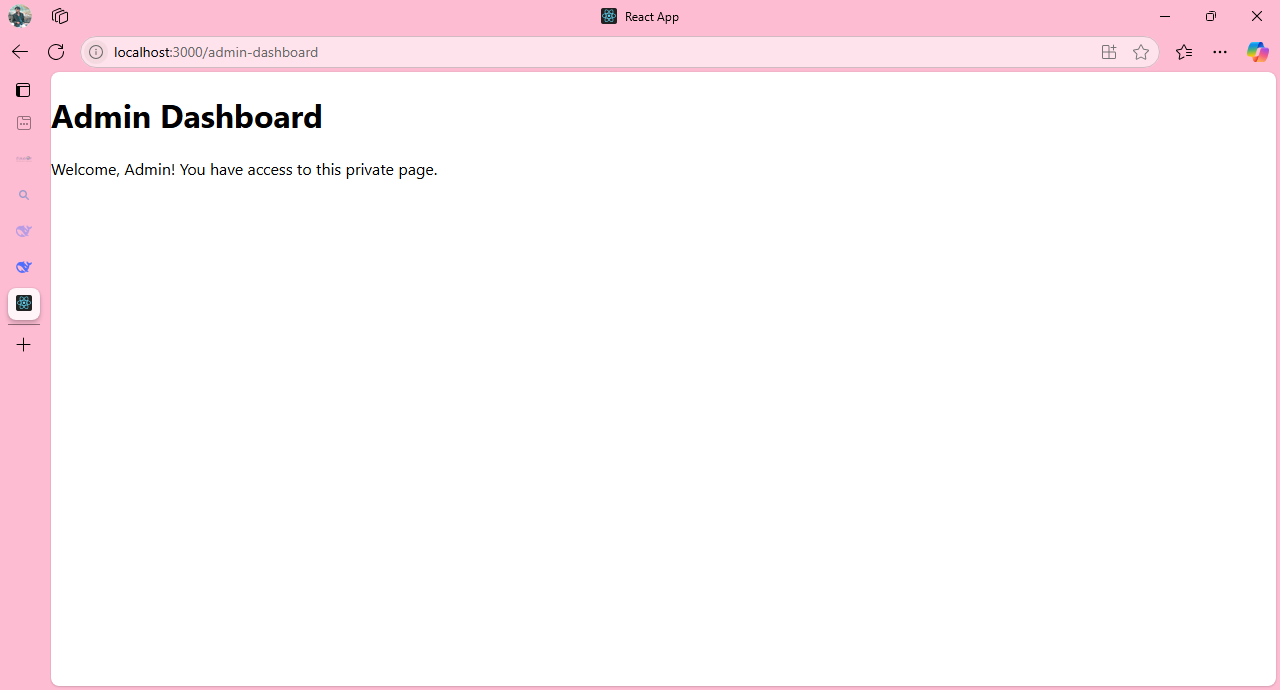 React App
localhost:3000/admin-dashboard
Admin Dashboard
Welcome, Admin! You have access to this private page.